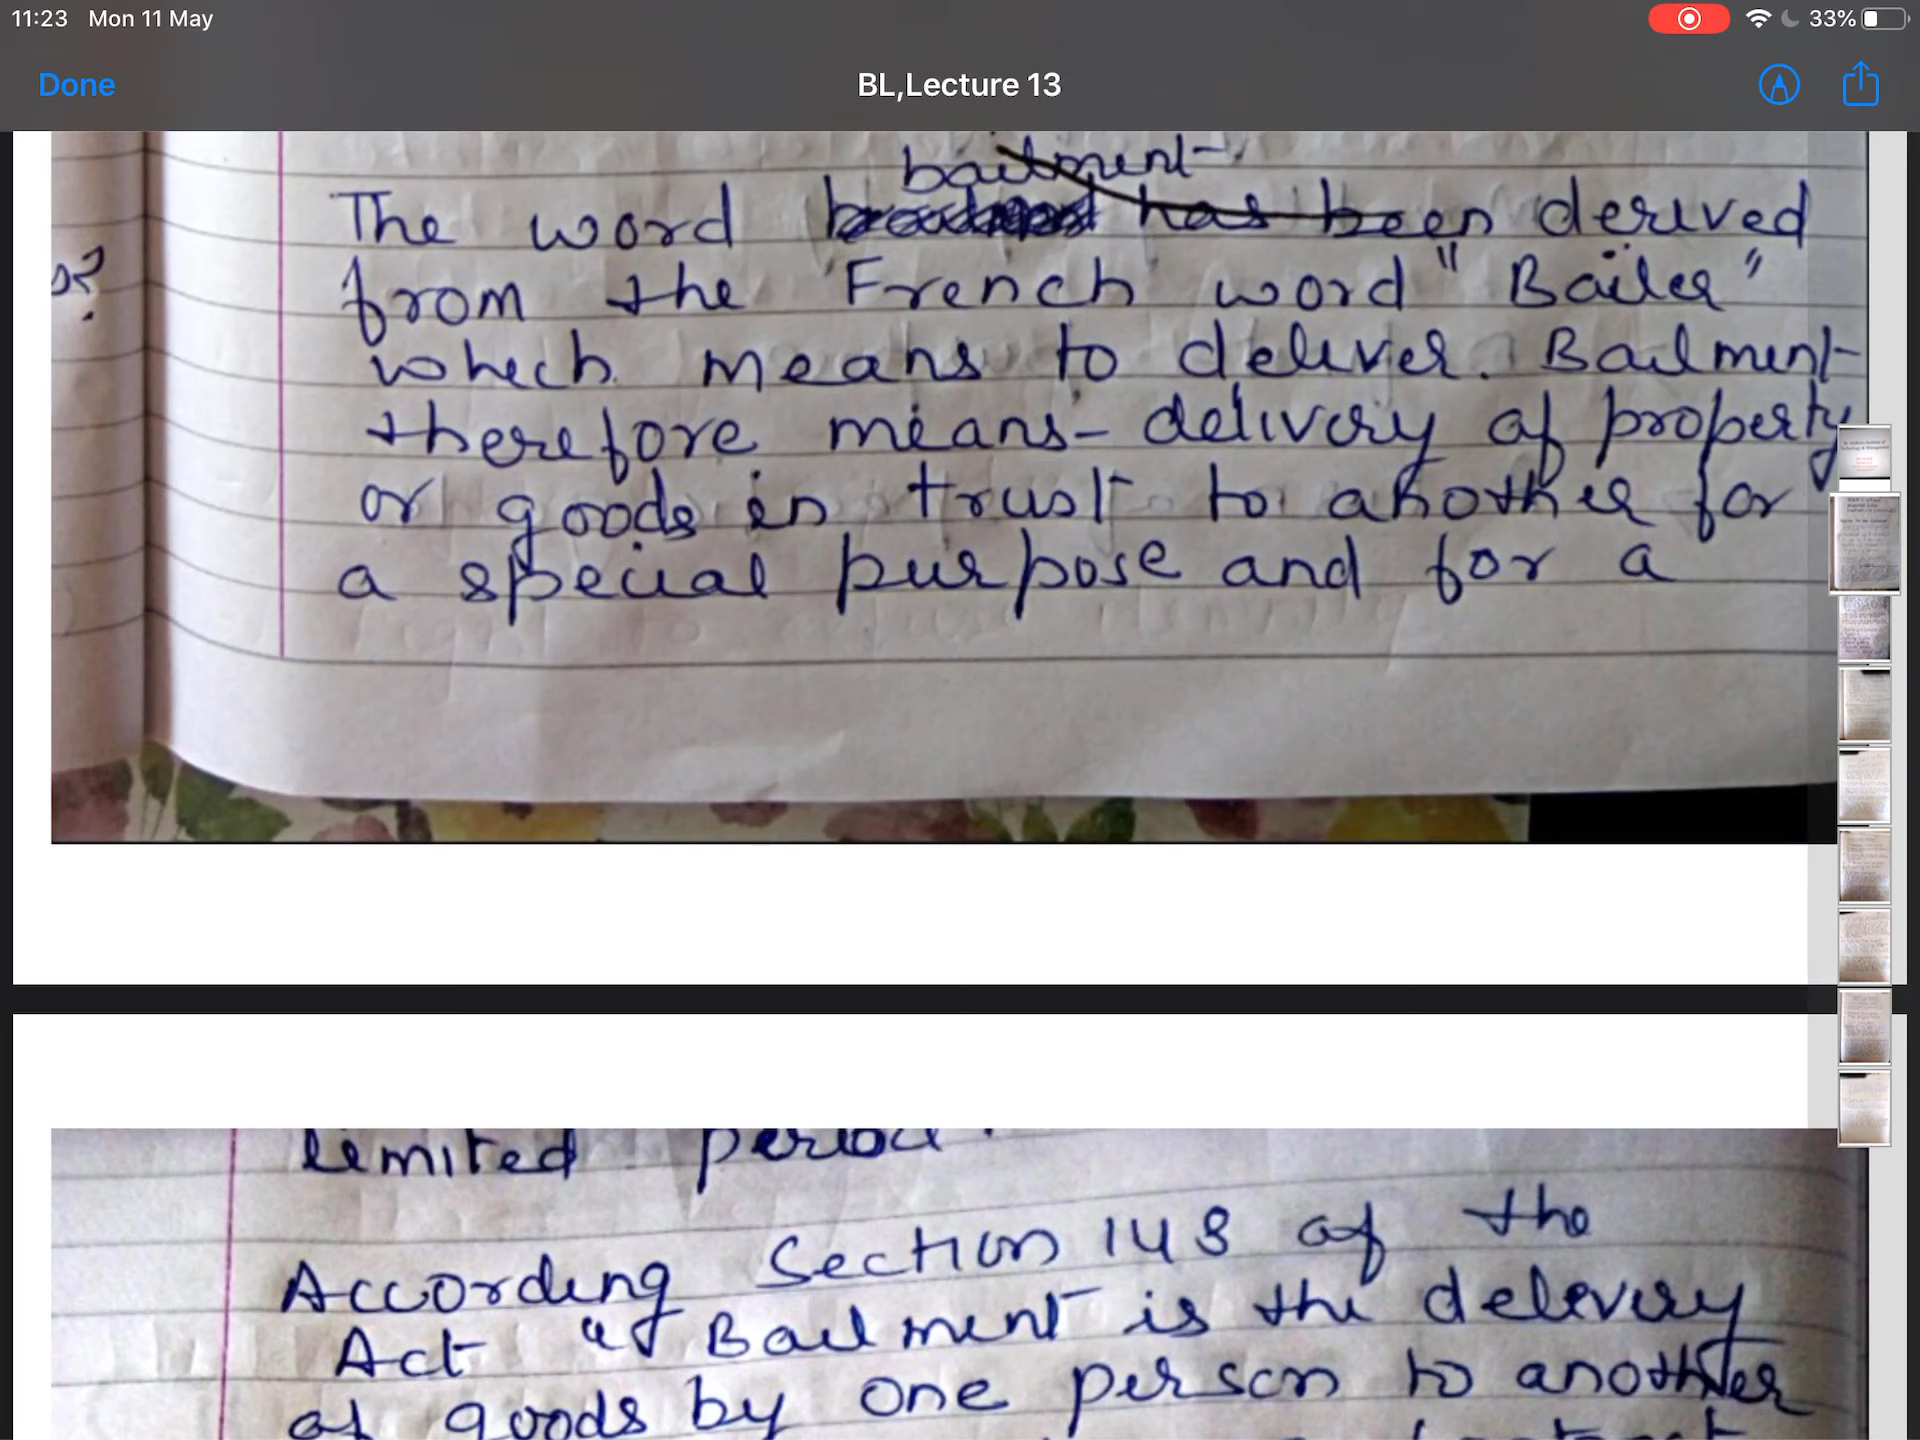 11:23 Mon 11 May 33%
Done BL,Lecture 13
bailment
The word has been derived
from the French word "Bailer"
which means to deliver. Bailment
therefore means- delivery of property
or goods in trust to another for
a special purpose and for a
limited period.
According Section 148 of the
Act "Bailment is the delivery
of goods by one person to another